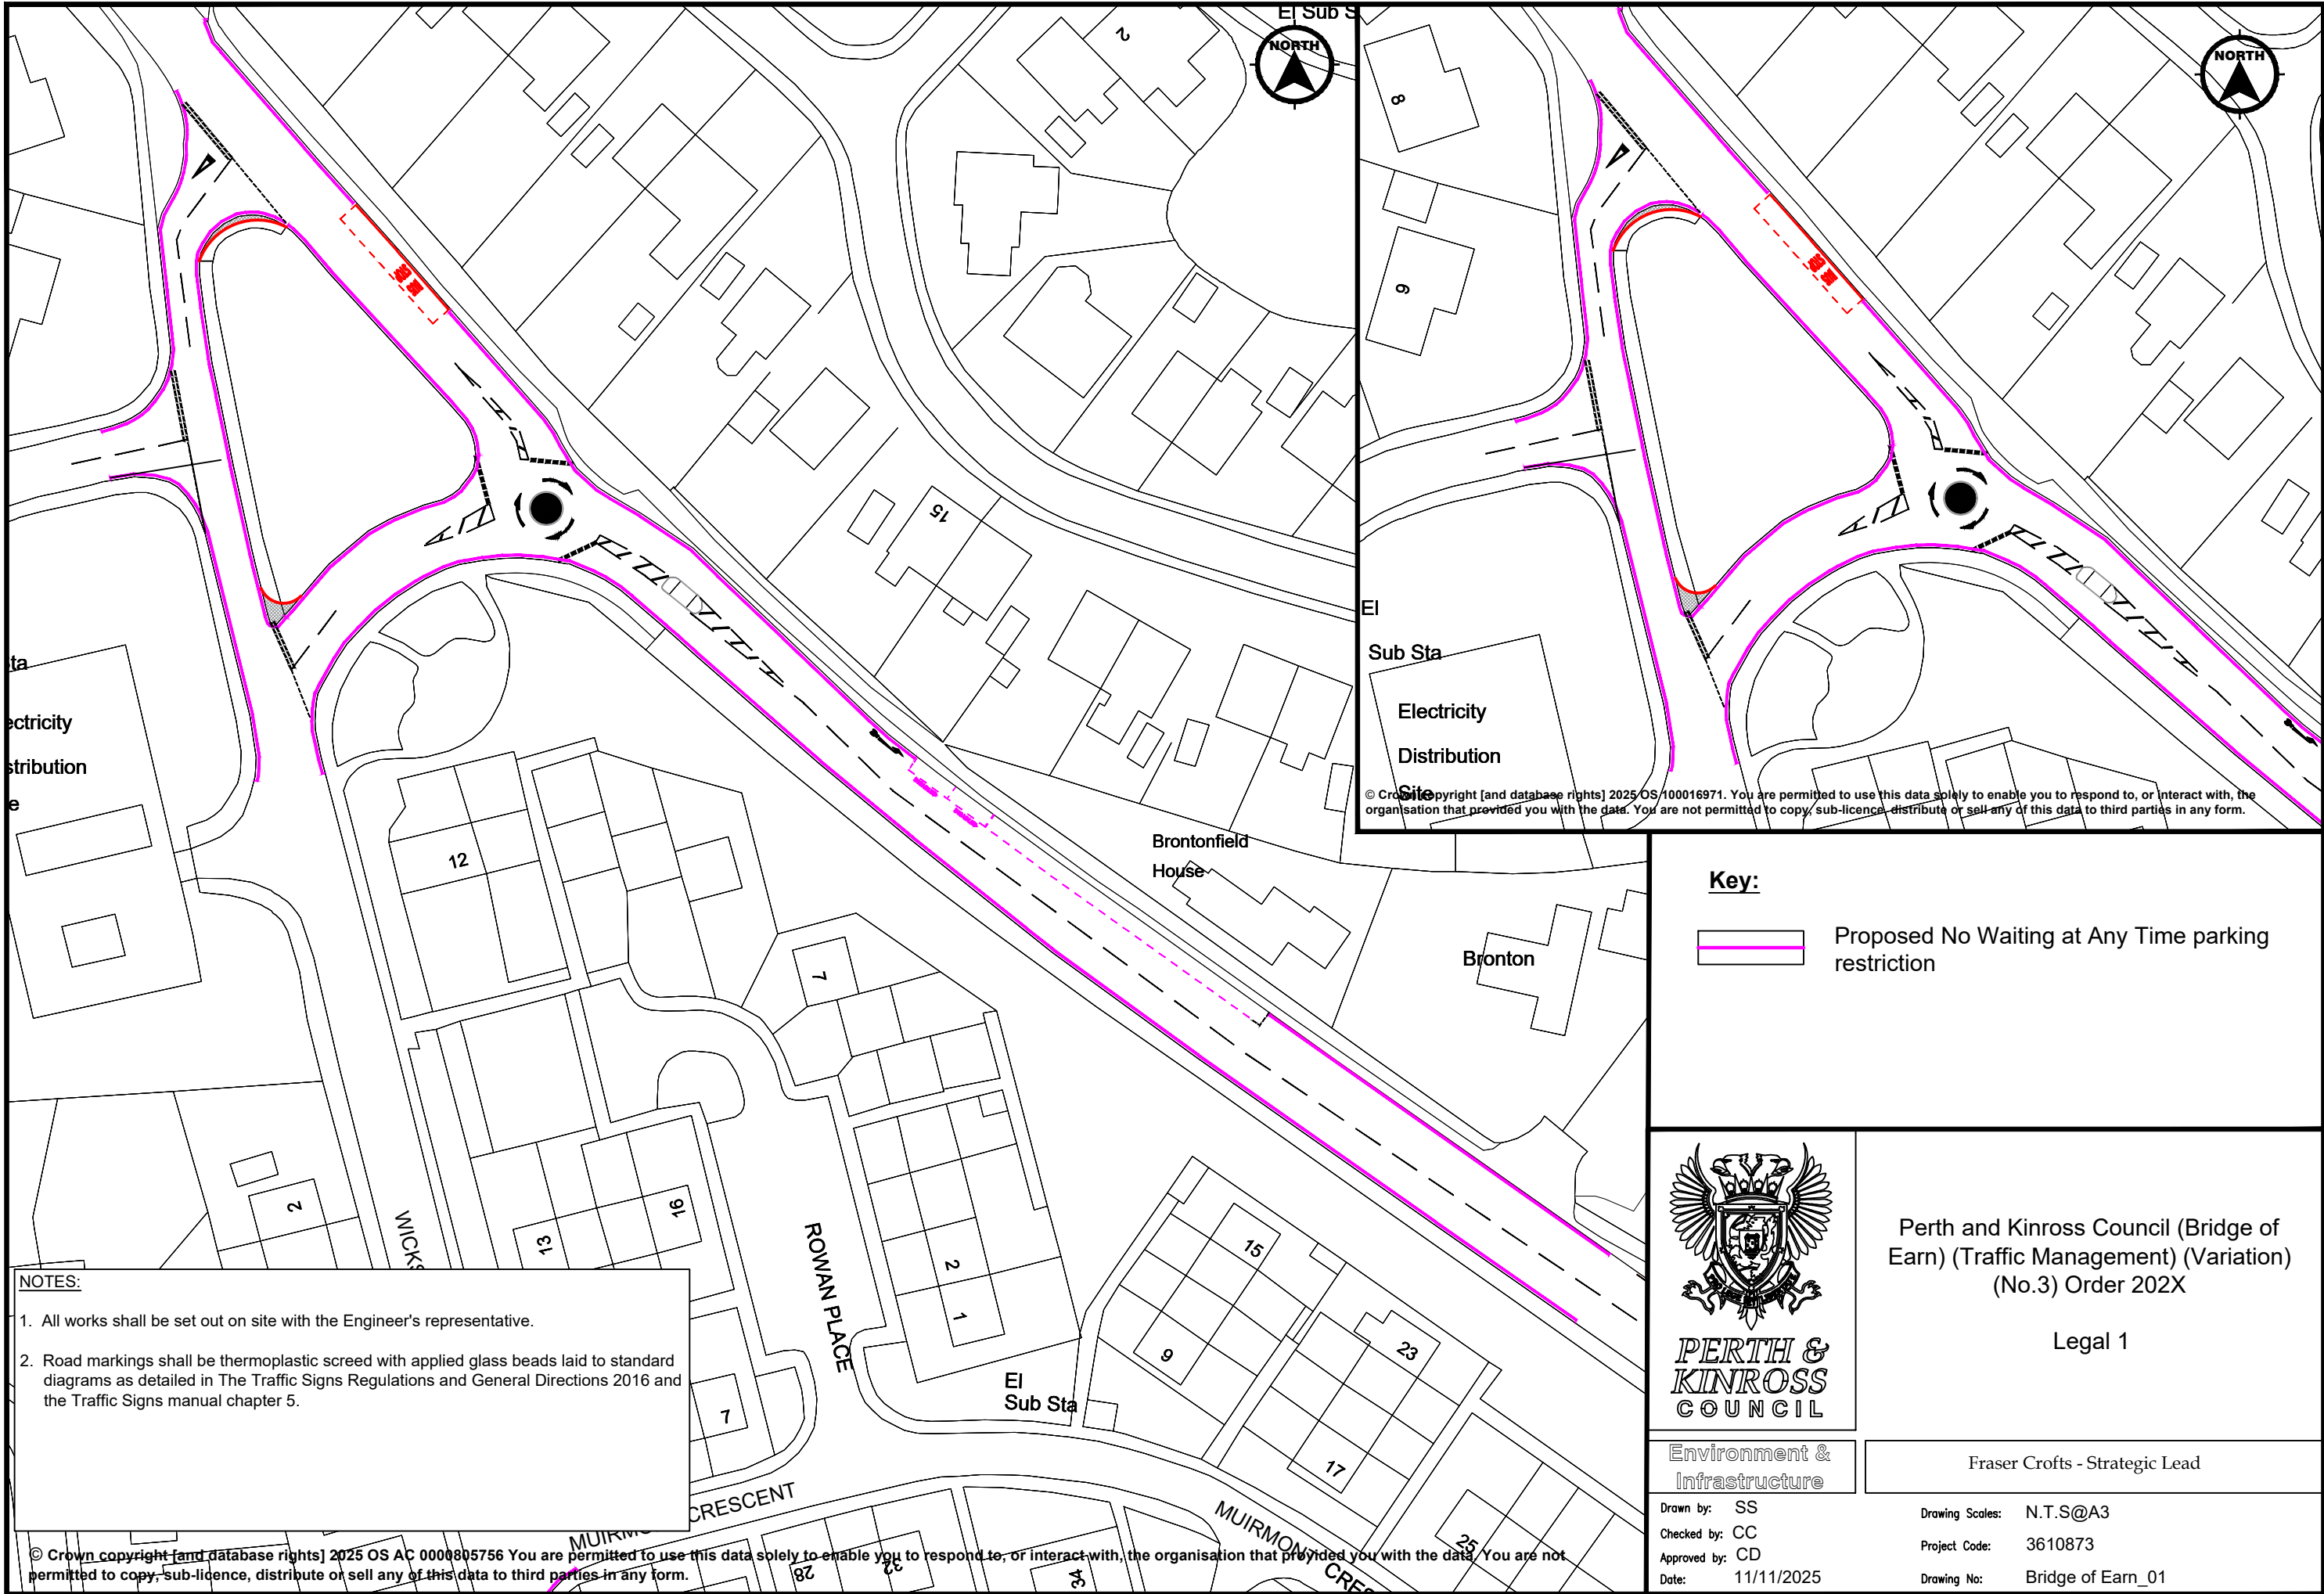 El Sub S
NORTH
NORTH
2
8
6
15
El
Sub Sta
Electricity
Distribution
Site
© Crown copyright [and database rights] 2025 OS 100016971. You are permitted to use this data solely to enable you to respond to, or interact with, the
organisation that provided you with the data. You are not permitted to copy, sub-licence, distribute or sell any of this data to third parties in any form.
ta
ectricity
stribution
e
12
7
Brontonfield
House
Bronton
Key:
Proposed No Waiting at Any Time parking
restriction
2
WICKS
13
16
ROWAN PLACE
2
1
15
9
23
17
7
El
Sub Sta
25
28
32
34
MUIRM
CRESCENT
MUIRMONT CRES
NOTES:
1. All works shall be set out on site with the Engineer's representative.
2. Road markings shall be thermoplastic screed with applied glass beads laid to standard
diagrams as detailed in The Traffic Signs Regulations and General Directions 2016 and
the Traffic Signs manual chapter 5.
© Crown copyright [and database rights] 2025 OS AC 0000805756 You are permitted to use this data solely to enable you to respond to, or interact with, the organisation that provided you with the data. You are not
permitted to copy, sub-licence, distribute or sell any of this data to third parties in any form.
PERTH &
KINROSS
COUNCIL
Perth and Kinross Council (Bridge of
Earn) (Traffic Management) (Variation)
(No.3) Order 202X
Legal 1
Environment &
Infrastructure
Fraser Crofts - Strategic Lead
Drawn by: SS
Checked by: CC
Approved by: CD
Date: 11/11/2025
Drawing Scales: N.T.S@A3
Project Code: 3610873
Drawing No: Bridge of Earn_01